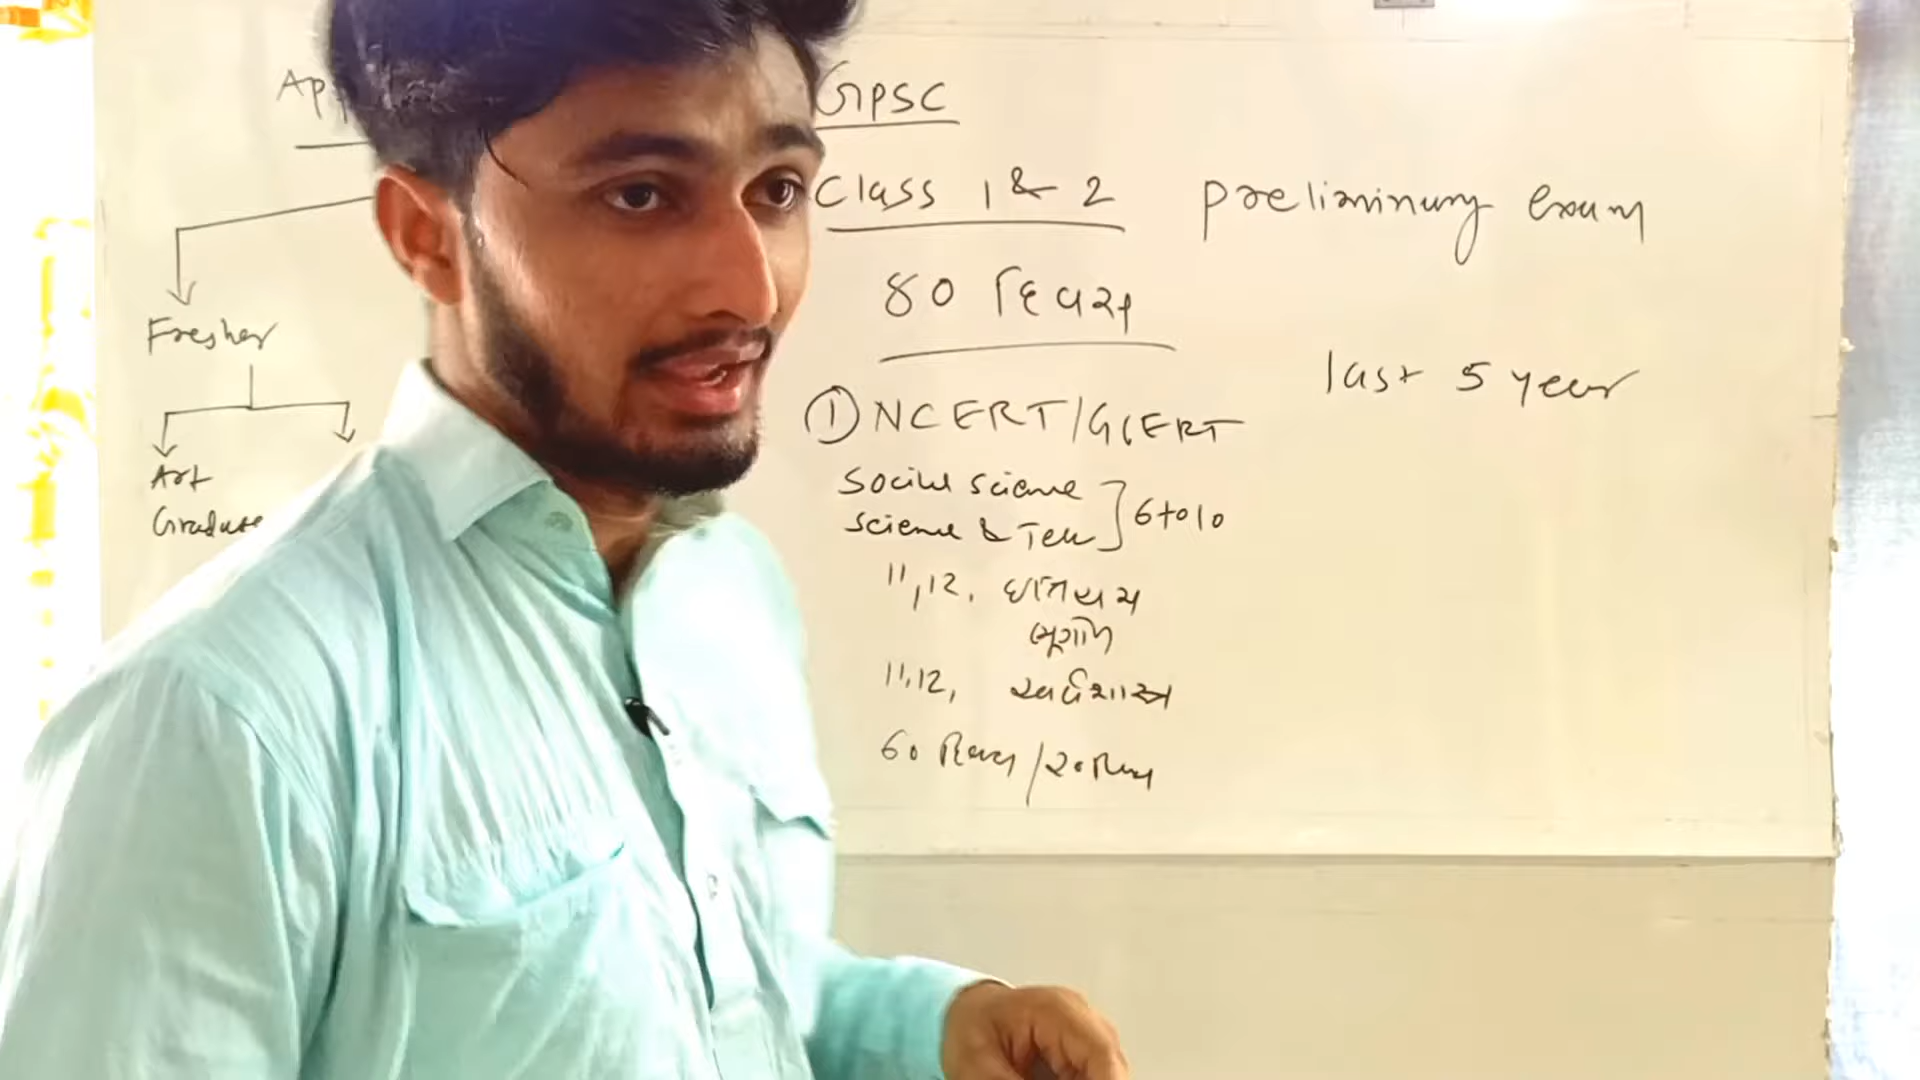 GPSC
Class 1 & 2 preliminary exam
80 દિવસ
last 5 year
Fresher
① NCERT/GCERT
Art
Graduate
Social science
Science & Tech
6 to 10
11,12, ઇતિહાસ
ભૂગોળ
11,12, અર્થશાસ્ત્ર
60 દિવસ / 20 દિવસ